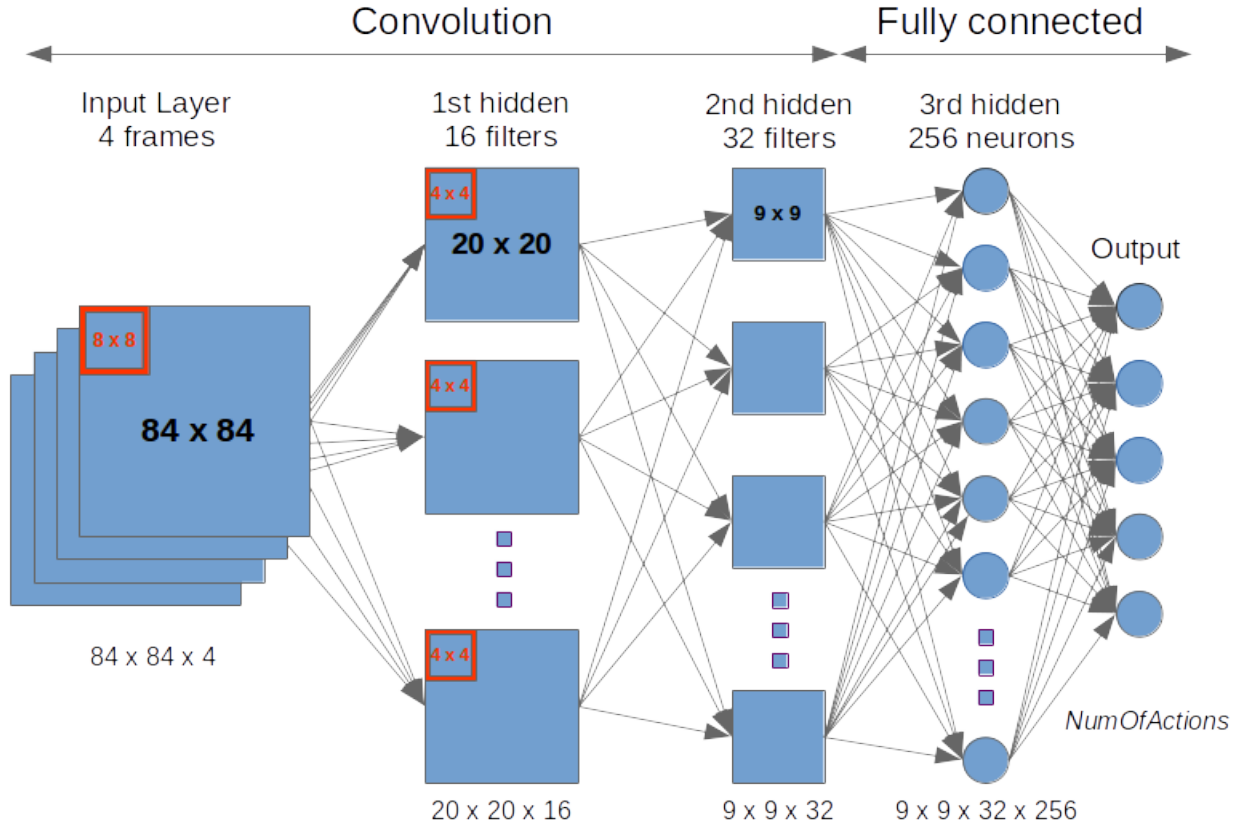 Convolution
Fully connected
Input Layer
4 frames
1st hidden
16 filters
2nd hidden
32 filters
3rd hidden
256 neurons
Output
8 x 8
84 x 84
4 x 4
20 x 20
4 x 4
4 x 4
9 x 9
84 x 84 x 4
20 x 20 x 16
9 x 9 x 32
9 x 9 x 32 x 256
NumOfActions